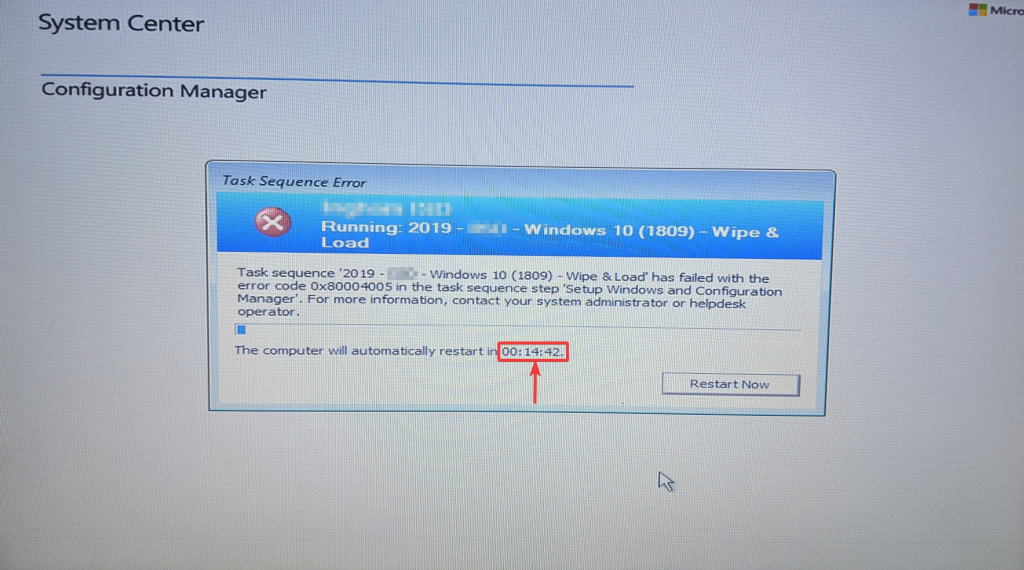 System Center
Micro
Configuration Manager
Task Sequence Error
Running: 2019 - - Windows 10 (1809) - Wipe &
Load
Task sequence '2019 - - Windows 10 (1809) - Wipe & Load' has failed with the
error code 0x80004005 in the task sequence step 'Setup Windows and Configuration
Manager'. For more information, contact your system administrator or helpdesk
operator.
The computer will automatically restart in 00:14:42.
Restart Now